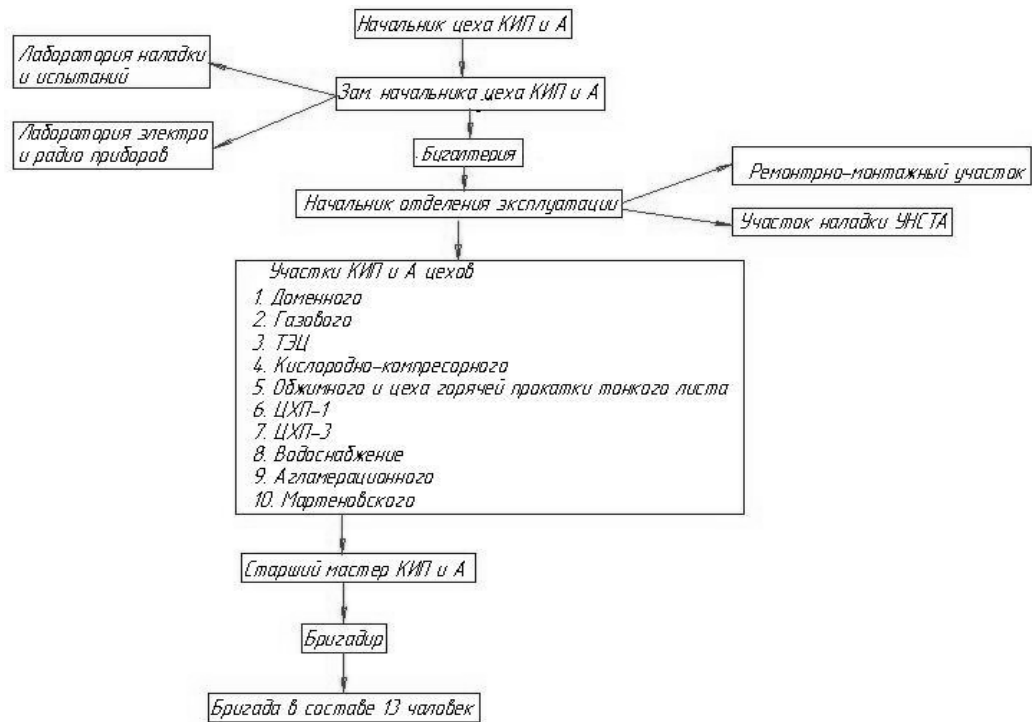 Начальник цеха КИП и А
Лаборатория наладки
и испытаний
Зам. начальника цеха КИП и А
Лаборатория электро
и радио приборов
Бугалтерия
Ремонтрно-монтажный участок
Начальник отделения эксплуатации
Участок наладки УНСТА
Участки КИП и А цехов
1. Доменного
2. Газового
3. ТЭЦ
4. Кислородно-компресорного
5. Обжимного и цеха горячей прокатки тонкого листа
6. ЦХП-1
7. ЦХП-3
8. Водоснабжение
9. Агламерационного
10. Мартеновского
Старший мастер КИП и А
Бригадир
Бригада в составе 13 человек